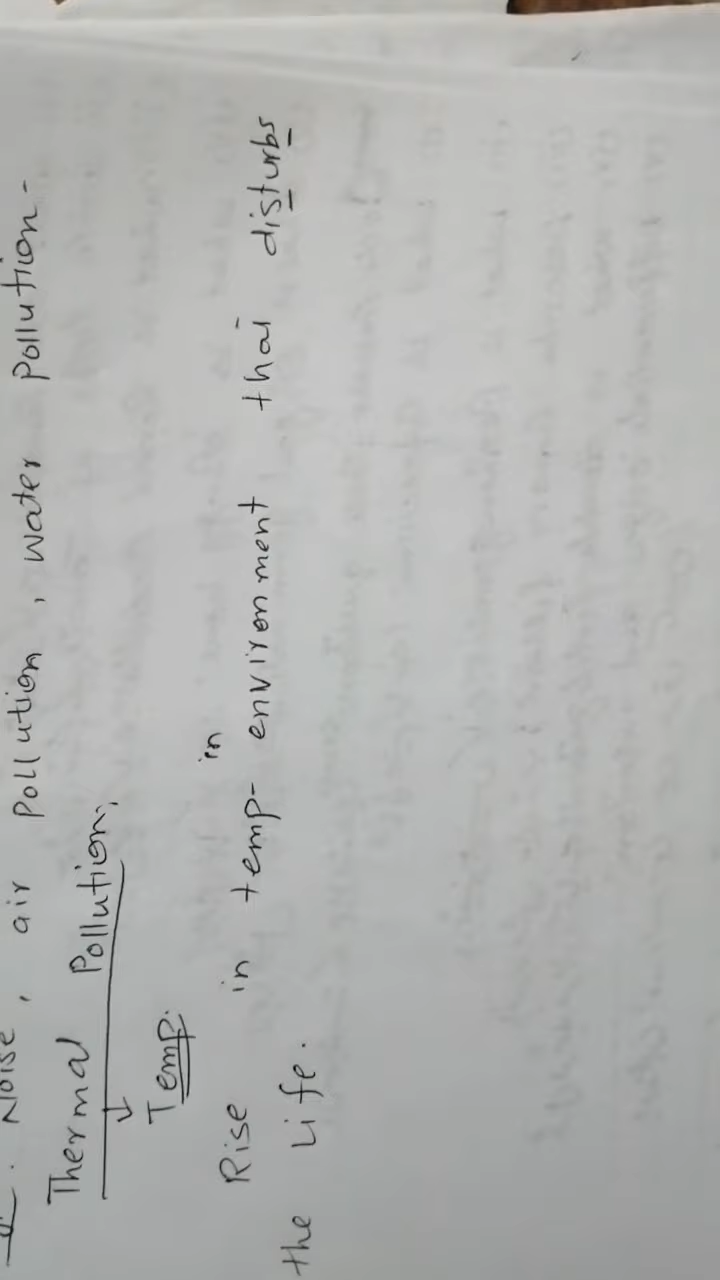 Noise, air Pollution, water pollution-
Thermal Pollution,
Temp.
in
Rise in temp- environment that disturbs
the Life.